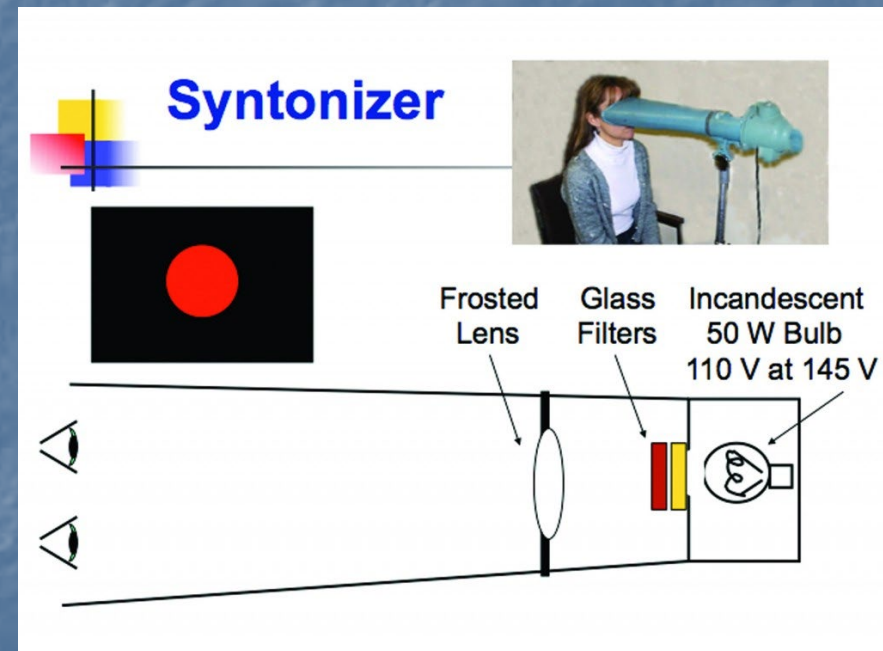 Syntonizer
Frosted
Lens
Glass
Filters
Incandescent
50 W Bulb
110 V at 145 V